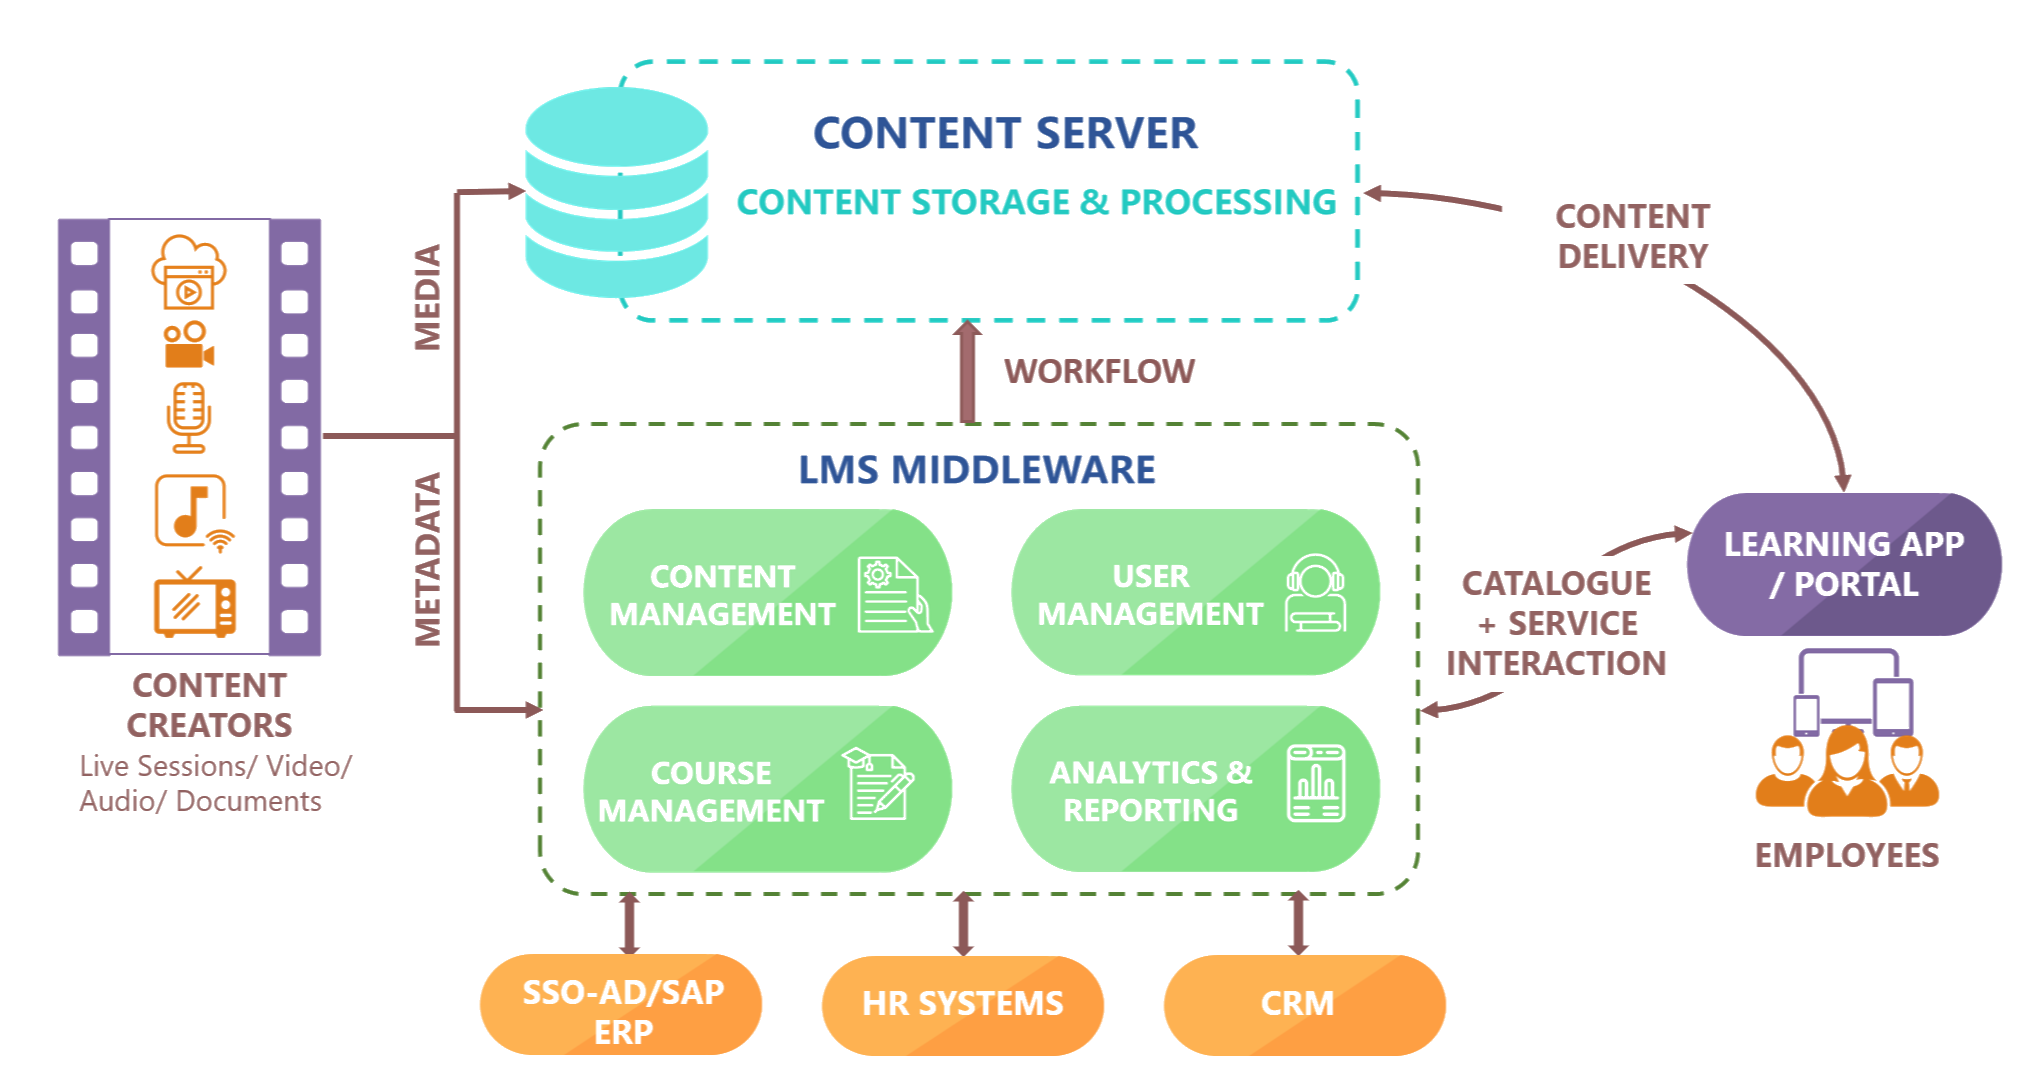 CONTENT SERVER
CONTENT STORAGE & PROCESSING
CONTENT
DELIVERY
MEDIA
WORKFLOW
METADATA
CONTENT
CREATORS
Live Sessions/ Video/
Audio/ Documents
LMS MIDDLEWARE
CONTENT
MANAGEMENT
USER
MANAGEMENT
COURSE
MANAGEMENT
ANALYTICS &
REPORTING
CATALOGUE
+ SERVICE
INTERACTION
LEARNING APP
/ PORTAL
EMPLOYEES
SSO-AD/SAP
ERP
HR SYSTEMS
CRM